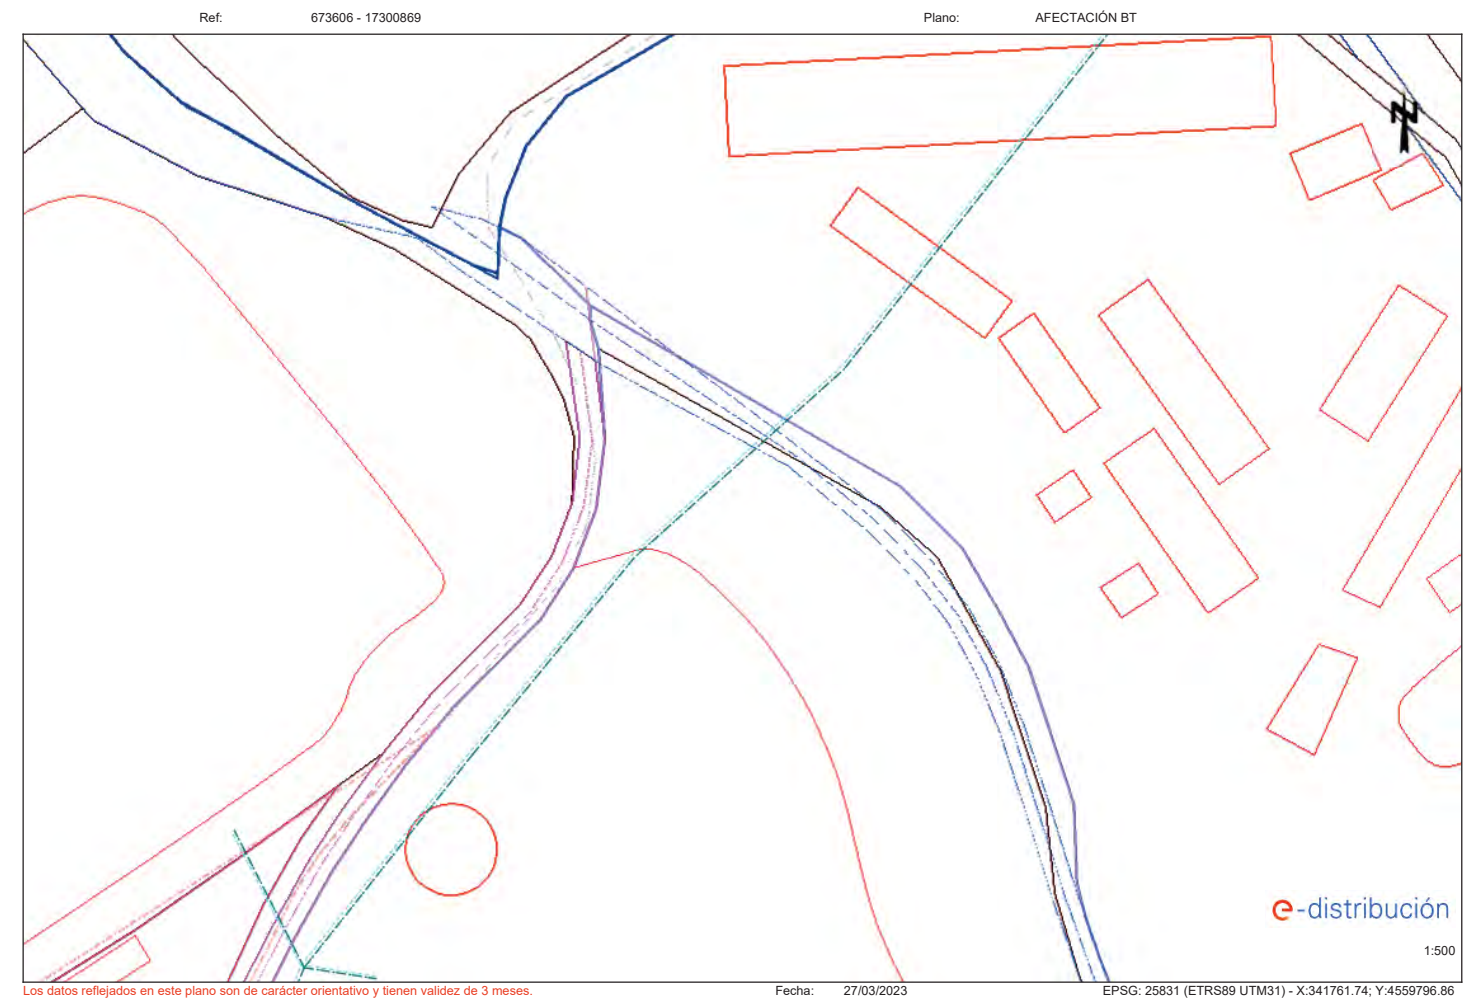 Ref: 673606 - 17300869 Plano: AFECTACIÓN BT
N
e-distribución
1:500
Los datos reflejados en este plano son de carácter orientativo y tienen validez de 3 meses. Fecha: 27/03/2023 EPSG: 25831 (ETRS89 UTM31) - X:341761.74; Y:4559796.86